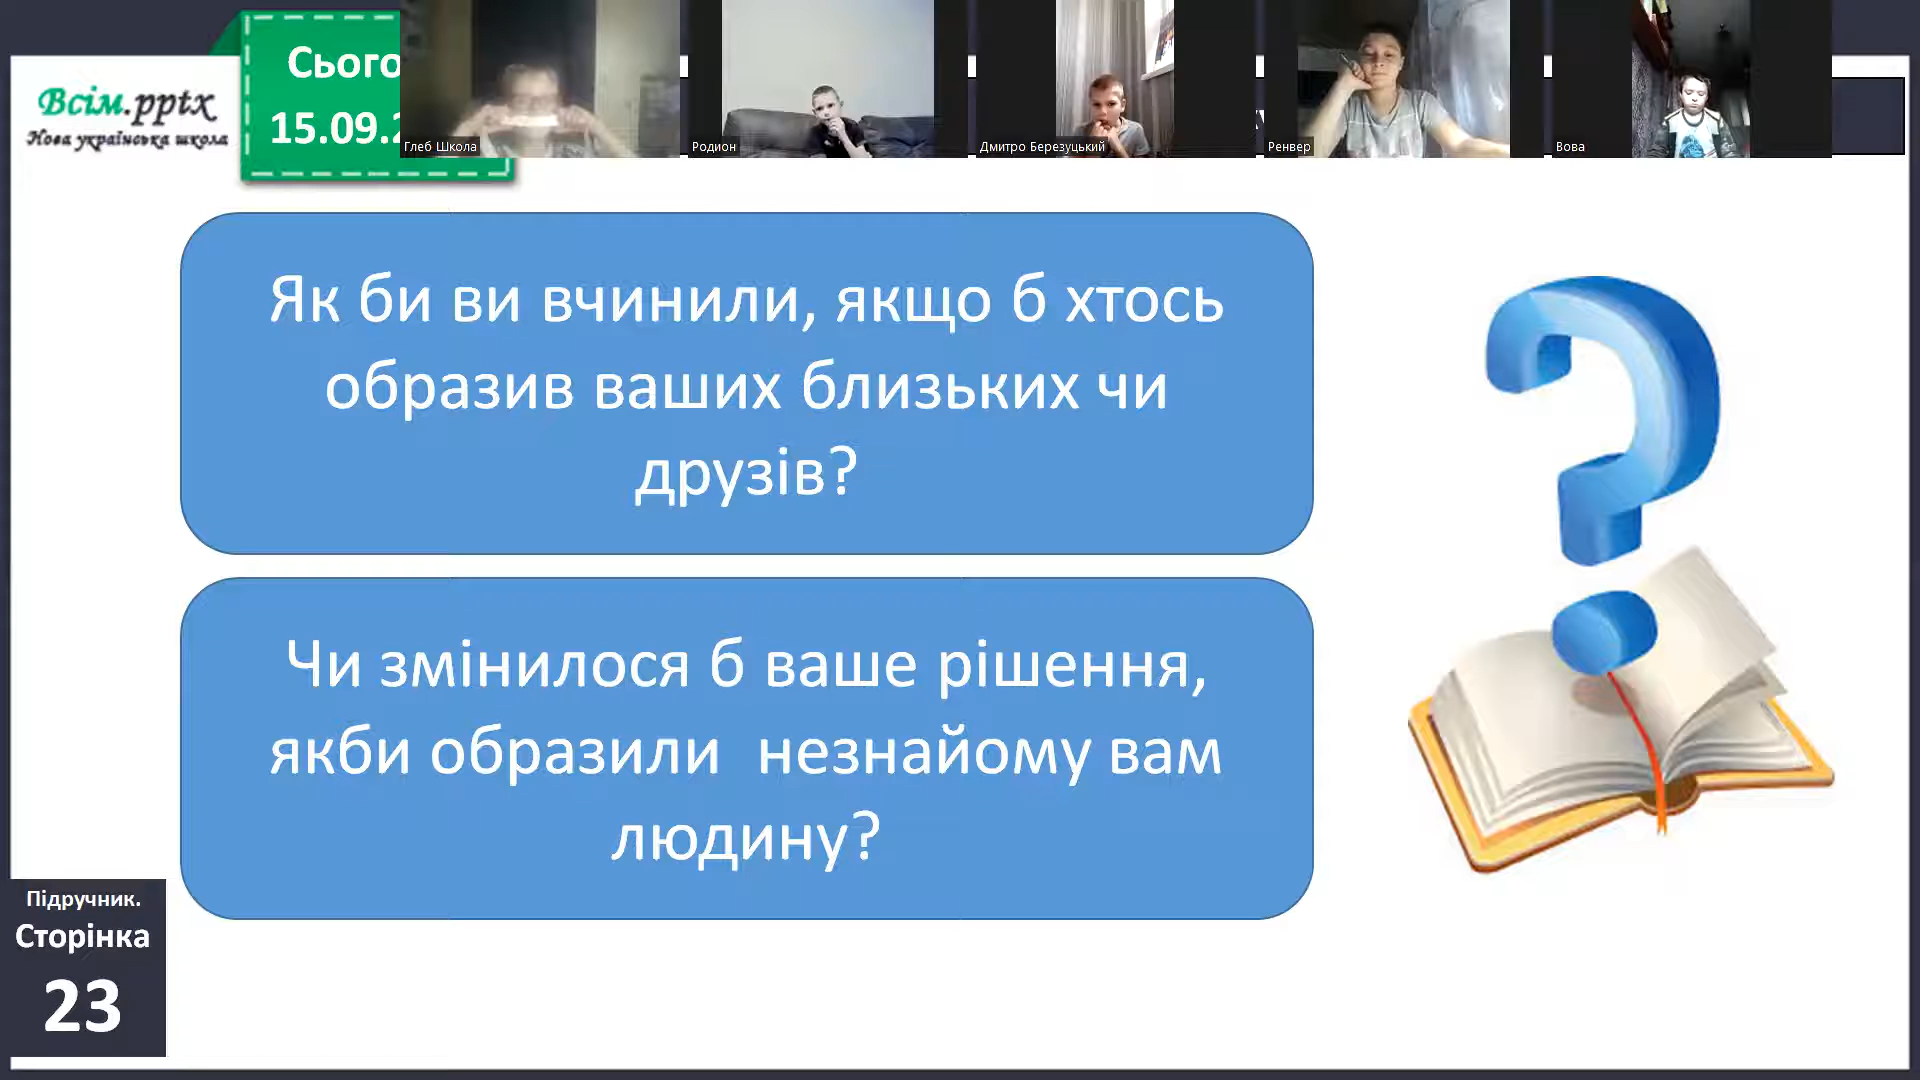 Всім.pptx
Нова українська школа
Сього
15.09.2
Глеб Школа
Родион
Дмитро Березуцький
Ренвер
Вова
Як би ви вчинили, якщо б хтось
образив ваших близьких чи
друзів?
Чи змінилося б ваше рішення,
якби образили незнайому вам
людину?
Підручник.
Сторінка
23